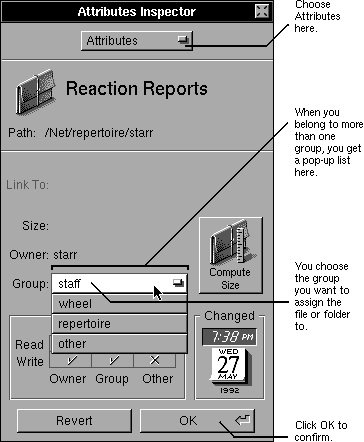 Attributes Inspector
Attributes
Choose
Attributes
here.
Reaction Reports
Path: /Net/repertoire/starr
When you
belong to more
than one
group, you get
a pop-up list
here.
Link To:
Size:
Owner: starr
Group: staff
wheel
repertoire
other
Compute
Size
You choose
the group
you want to
assign the
file or folder
to.
Changed
7:38 PM
WED
27
MAY
1992
Read
Write
Owner Group Other
Revert
OK
Click OK to
confirm.